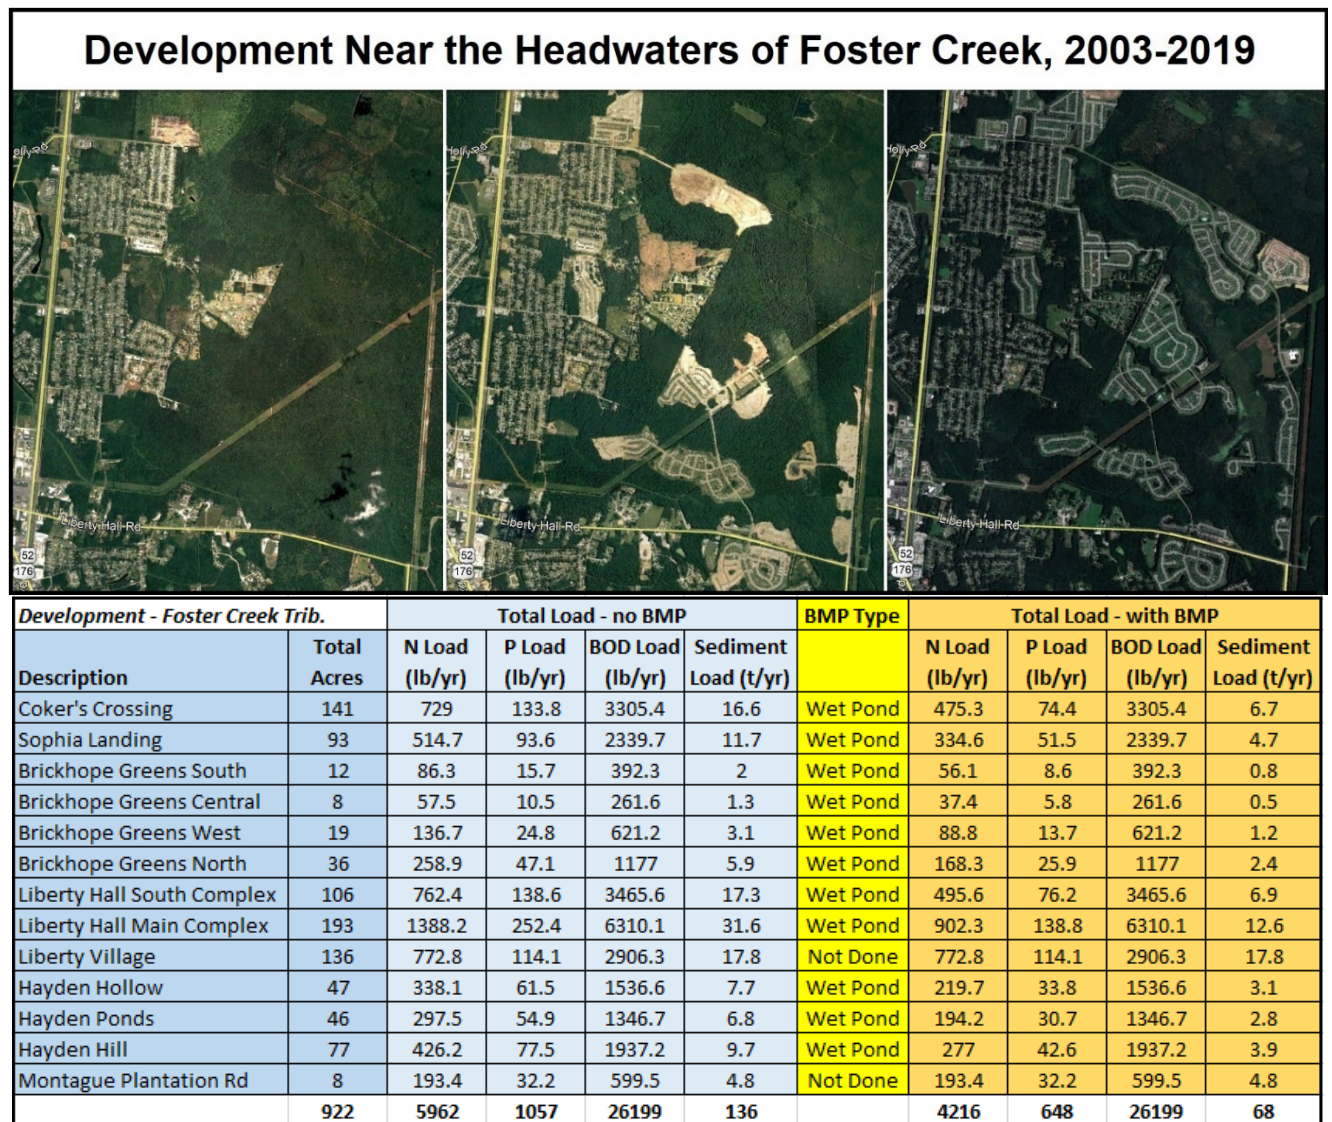 Development Near the Headwaters of Foster Creek, 2003-2019
Holly Rd
Liberty Hall Rd
52
176
Holly Rd
Liberty Hall Rd
52
176
Holly Rd
Liberty Hall Rd
52
176
Development - Foster Creek Trib. Total Load - no BMP BMP Type Total Load - with BMP
Description Total Acres N Load (lb/yr) P Load (lb/yr) BOD Load (lb/yr) Sediment Load (t/yr) N Load (lb/yr) P Load (lb/yr) BOD Load (lb/yr) Sediment Load (t/yr)
Coker's Crossing 141 729 133.8 3305.4 16.6 Wet Pond 475.3 74.4 3305.4 6.7
Sophia Landing 93 514.7 93.6 2339.7 11.7 Wet Pond 334.6 51.5 2339.7 4.7
Brickhope Greens South 12 86.3 15.7 392.3 2 Wet Pond 56.1 8.6 392.3 0.8
Brickhope Greens Central 8 57.5 10.5 261.6 1.3 Wet Pond 37.4 5.8 261.6 0.5
Brickhope Greens West 19 136.7 24.8 621.2 3.1 Wet Pond 88.8 13.7 621.2 1.2
Brickhope Greens North 36 258.9 47.1 1177 5.9 Wet Pond 168.3 25.9 1177 2.4
Liberty Hall South Complex 106 762.4 138.6 3465.6 17.3 Wet Pond 495.6 76.2 3465.6 6.9
Liberty Hall Main Complex 193 1388.2 252.4 6310.1 31.6 Wet Pond 902.3 138.8 6310.1 12.6
Liberty Village 136 772.8 114.1 2906.3 17.8 Not Done 772.8 114.1 2906.3 17.8
Hayden Hollow 47 338.1 61.5 1536.6 7.7 Wet Pond 219.7 33.8 1536.6 3.1
Hayden Ponds 46 297.5 54.9 1346.7 6.8 Wet Pond 194.2 30.7 1346.7 2.8
Hayden Hill 77 426.2 77.5 1937.2 9.7 Wet Pond 277 42.6 1937.2 3.9
Montague Plantation Rd 8 193.4 32.2 599.5 4.8 Not Done 193.4 32.2 599.5 4.8
922 5962 1057 26199 136 4216 648 26199 68